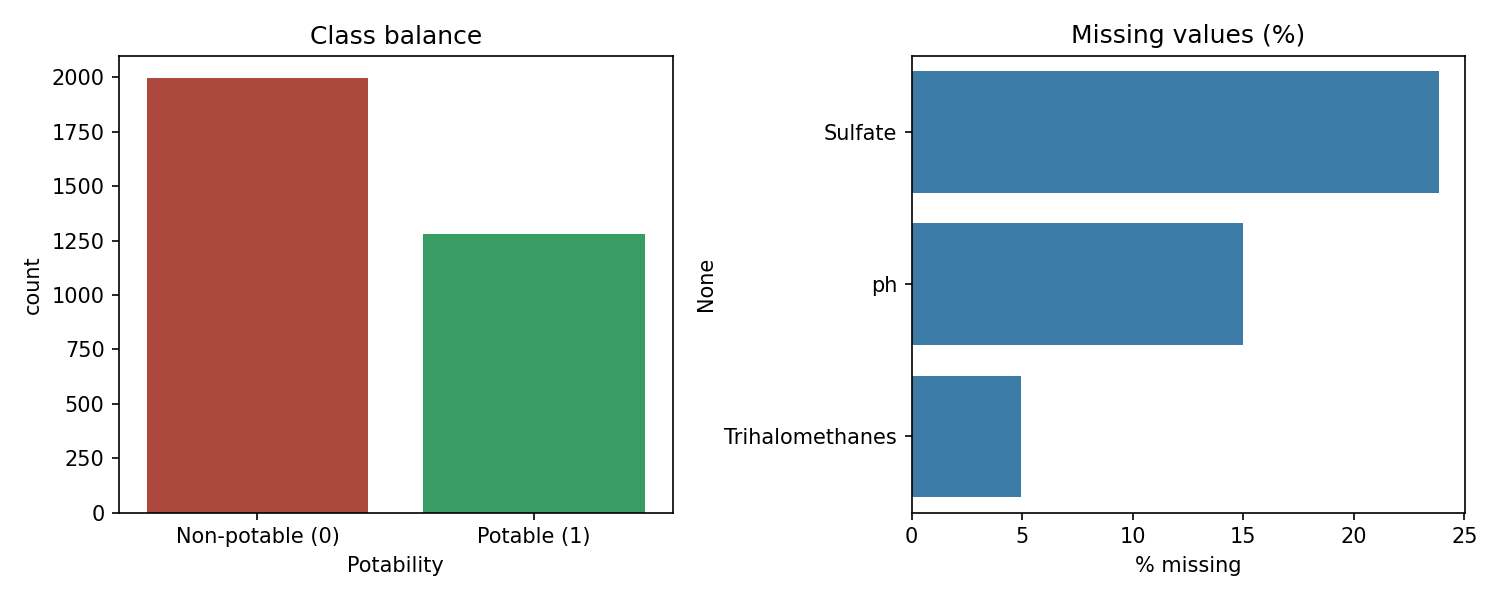 Class balance
count
2000
1750
1500
1250
1000
750
500
250
0
Non-potable (0)
Potable (1)
Potability
Missing values (%)
None
Sulfate
ph
Trihalomethanes
0
5
10
15
20
25
% missing